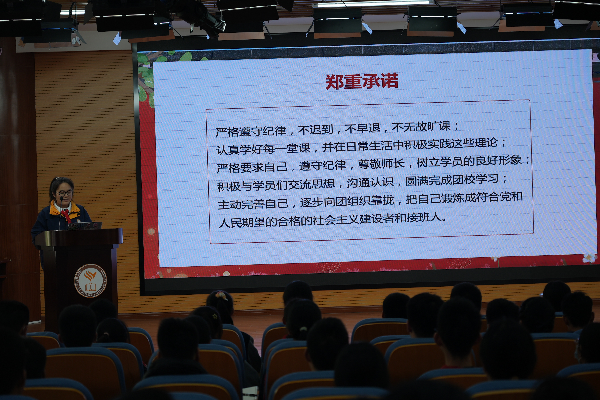 郑重承诺
严格遵守纪律，不迟到，不早退，不无故旷课；
认真学好每一堂课，并在日常生活中积极实践这些理论；
严格要求自己，遵守纪律，尊敬师长，树立学员的良好形象；
积极与学员们交流思想，沟通认识，圆满完成团校学习；
主动完善自己，逐步向团组织靠拢，把自己锻炼成符合党和
人民期望的合格的社会主义建设者和接班人。